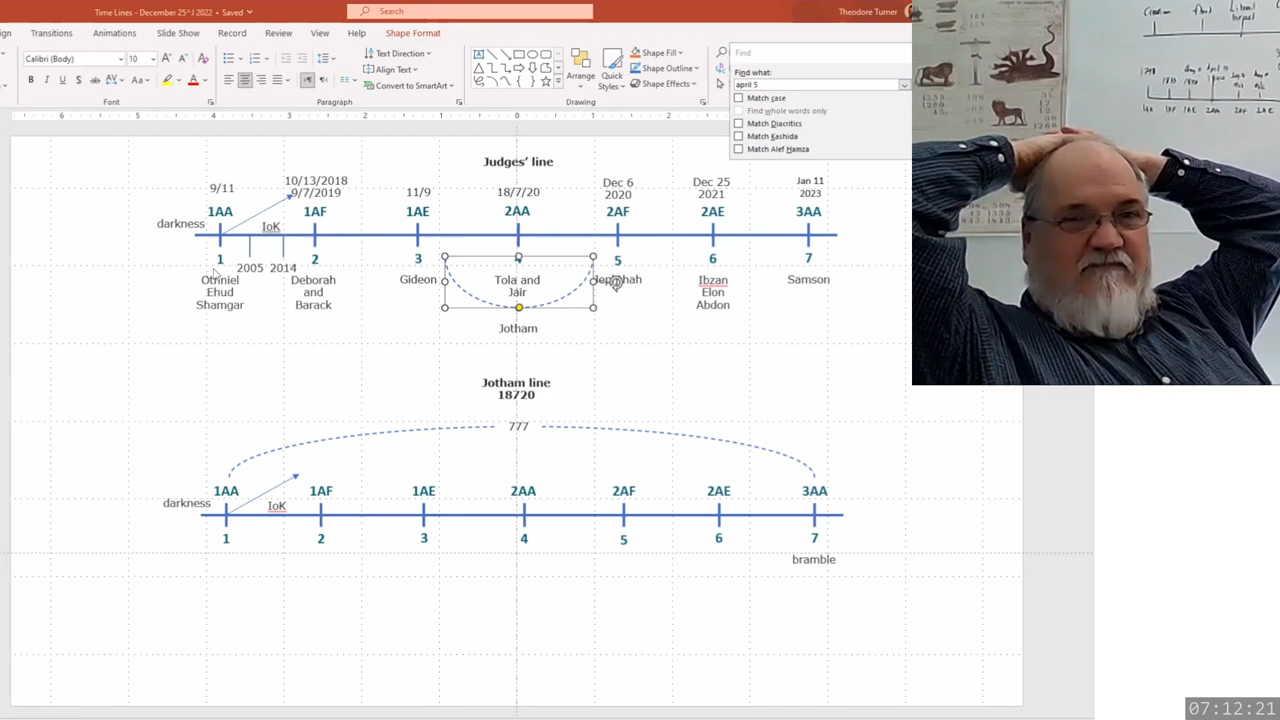 Time Lines - December 25^J 2022 • Saved
Search
Theodore Turner
Transitions
Animations
Slide Show
Record
Review
View
Help
Shape Format
Calibri (Body)
10
Text Direction
Align Text
Convert to SmartArt
Font
Paragraph
Arrange
Quick
Styles
Shape Fill
Shape Outline
Shape Effects
Drawing
Find
Find what:
april 5
Match case
Find whole words only
Match Diacritics
Match Kashida
Match Alef Hamza
Judges’ line
9/11
10/13/2018
9/7/2019
11/9
18/7/20
Dec 6
2020
Dec 25
2021
Jan 11
2023
1AA
1AF
1AE
2AA
2AF
2AE
3AA
darkness
IoK
1
2005
2014
2
3
4
5
6
7
Othniel
Ehud
Shamgar
Deborah
and
Barack
Gideon
Tola and
Jair
Jephthah
Ibzan
Elon
Abdon
Samson
Jotham
Jotham line
18720
777
1AA
1AF
1AE
2AA
2AF
2AE
3AA
darkness
IoK
1
2
3
4
5
6
7
bramble
07:12:21